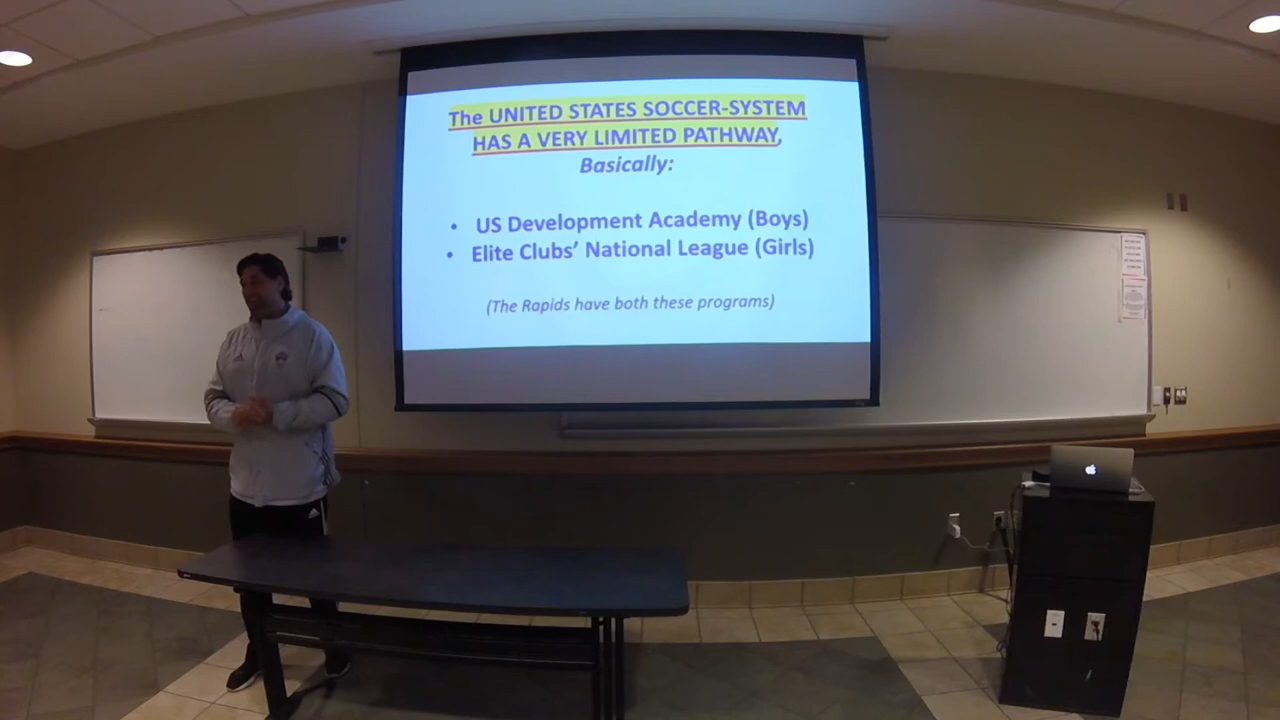 The UNITED STATES SOCCER-SYSTEM
HAS A VERY LIMITED PATHWAY,
Basically:
• US Development Academy (Boys)
• Elite Clubs' National League (Girls)
(The Rapids have both these programs)